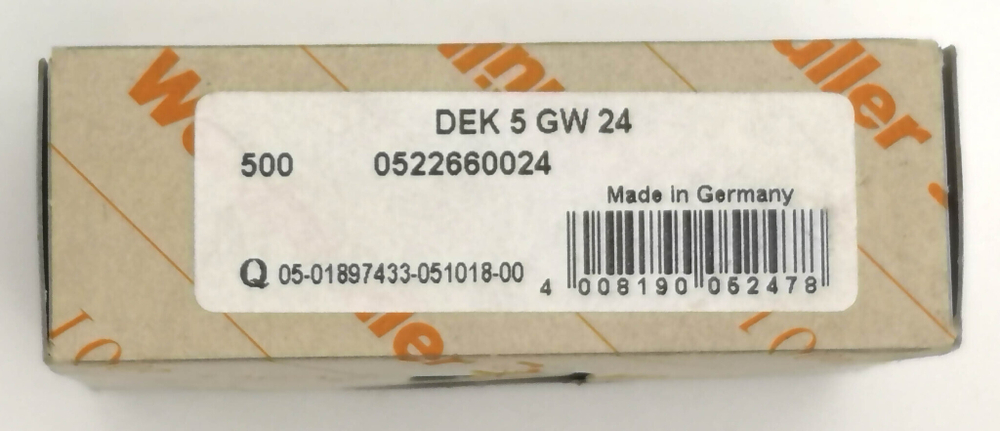 DEK 5 GW 24
500 0522660024
Made in Germany
Q 05-01897433-051018-00
4 008190 052478